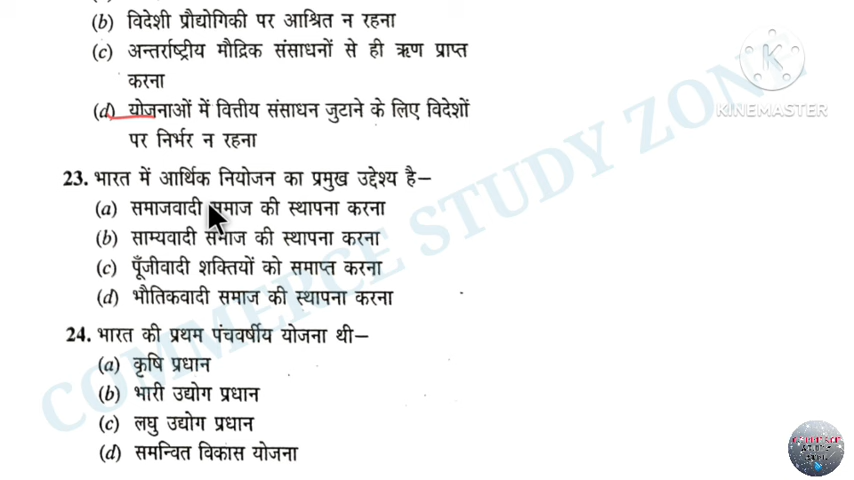 (b) विदेशी प्रौद्योगिकी पर आश्रित न रहना
(c) अन्तर्राष्ट्रीय मौद्रिक संसाधनों से ही ऋण प्राप्त
करना
(d) योजनाओं में वित्तीय संसाधन जुटाने के लिए विदेशों
पर निर्भर न रहना
23. भारत में आर्थिक नियोजन का प्रमुख उद्देश्य है–
(a) समाजवादी समाज की स्थापना करना
(b) साम्यवादी समाज की स्थापना करना
(c) पूँजीवादी शक्तियों को समाप्त करना
(d) भौतिकवादी समाज की स्थापना करना
24. भारत की प्रथम पंचवर्षीय योजना थी–
(a) कृषि प्रधान
(b) भारी उद्योग प्रधान
(c) लघु उद्योग प्रधान
(d) समन्वित विकास योजना
COMMERCE STUDY ZONE
KINEMASTER